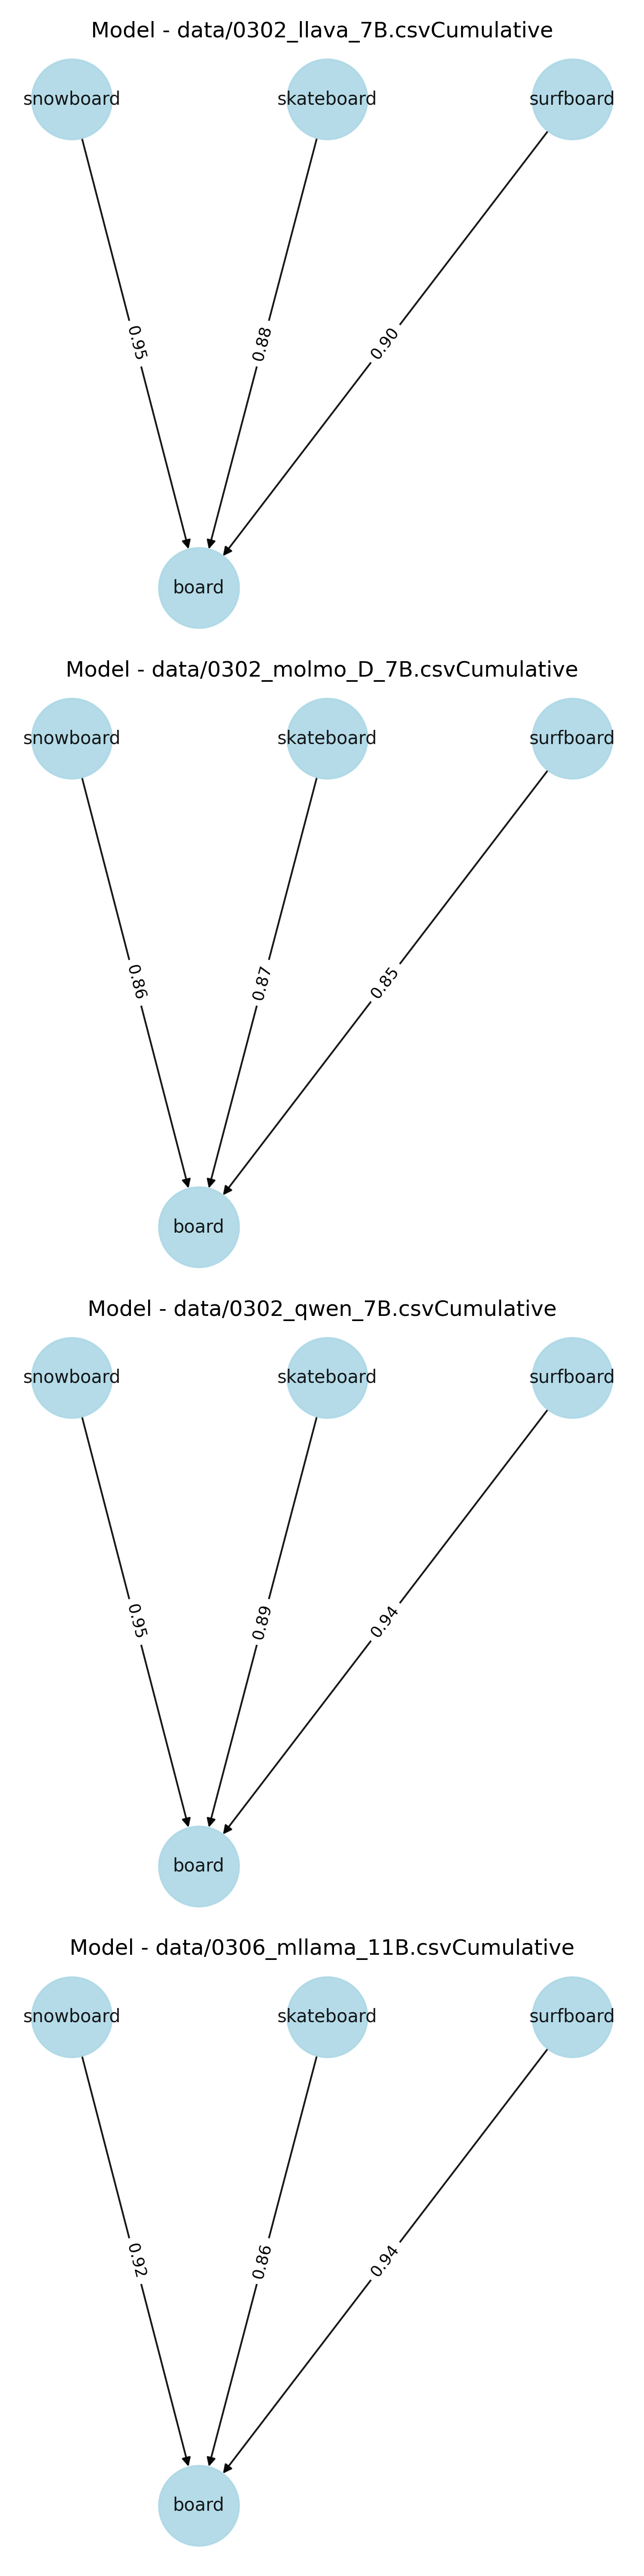 Model - data/0302_llava_7B.csvCumulative
snowboard skateboard surfboard
0.95 0.88 0.90
board
Model - data/0302_molmo_D_7B.csvCumulative
snowboard skateboard surfboard
0.86 0.87 0.85
board
Model - data/0302_qwen_7B.csvCumulative
snowboard skateboard surfboard
0.95 0.89 0.94
board
Model - data/0306_mllama_11B.csvCumulative
snowboard skateboard surfboard
0.92 0.86 0.94
board